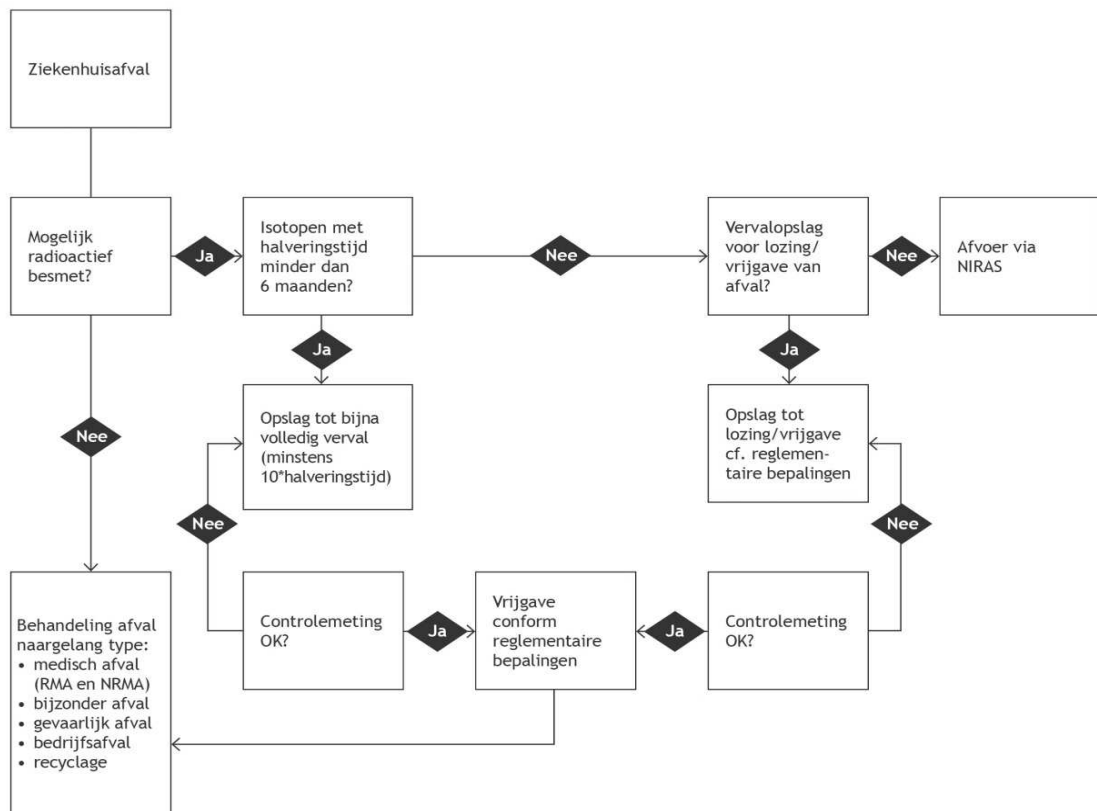 Ziekenhuisafval
Mogelijk
radioactief
besmet?
Ja
Isotopen met
halveringstijd
minder dan
6 maanden?
Nee
Vervalopslag
voor lozing/
vrijgave van
afval?
Nee
Afvoer via
NIRAS
Ja
Ja
Nee
Opslag tot bijna
volledig verval
(minstens
10*halveringstijd)
Opslag tot
lozing/vrijgave
cf. reglemen-
taire bepalingen
Nee
Nee
Behandeling afval
naargelang type:
• medisch afval
(RMA en NRMA)
• bijzonder afval
• gevaarlijk afval
• bedrijfsafval
• recyclage
Controlemeting
OK?
Ja
Vrijgave
conform
reglementaire
bepalingen
Ja
Controlemeting
OK?